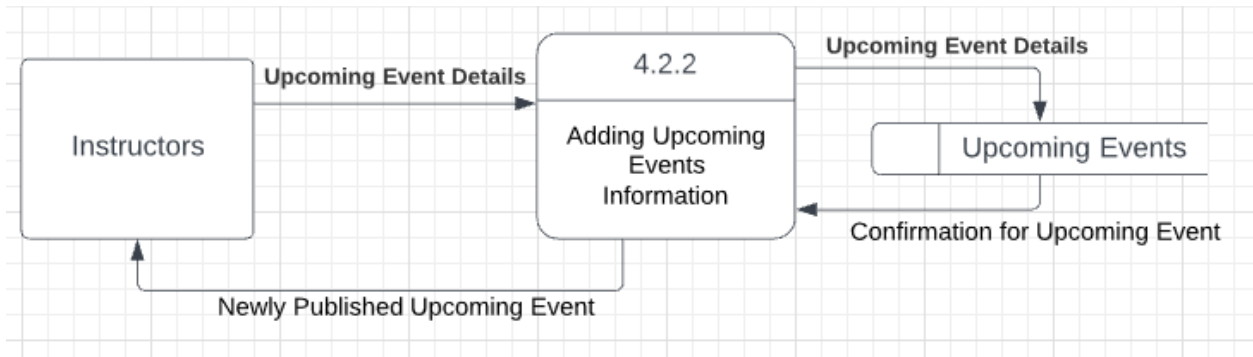 Instructors
Upcoming Event Details
4.2.2
Adding Upcoming
Events
Information
Upcoming Event Details
Upcoming Events
Confirmation for Upcoming Event
Newly Published Upcoming Event